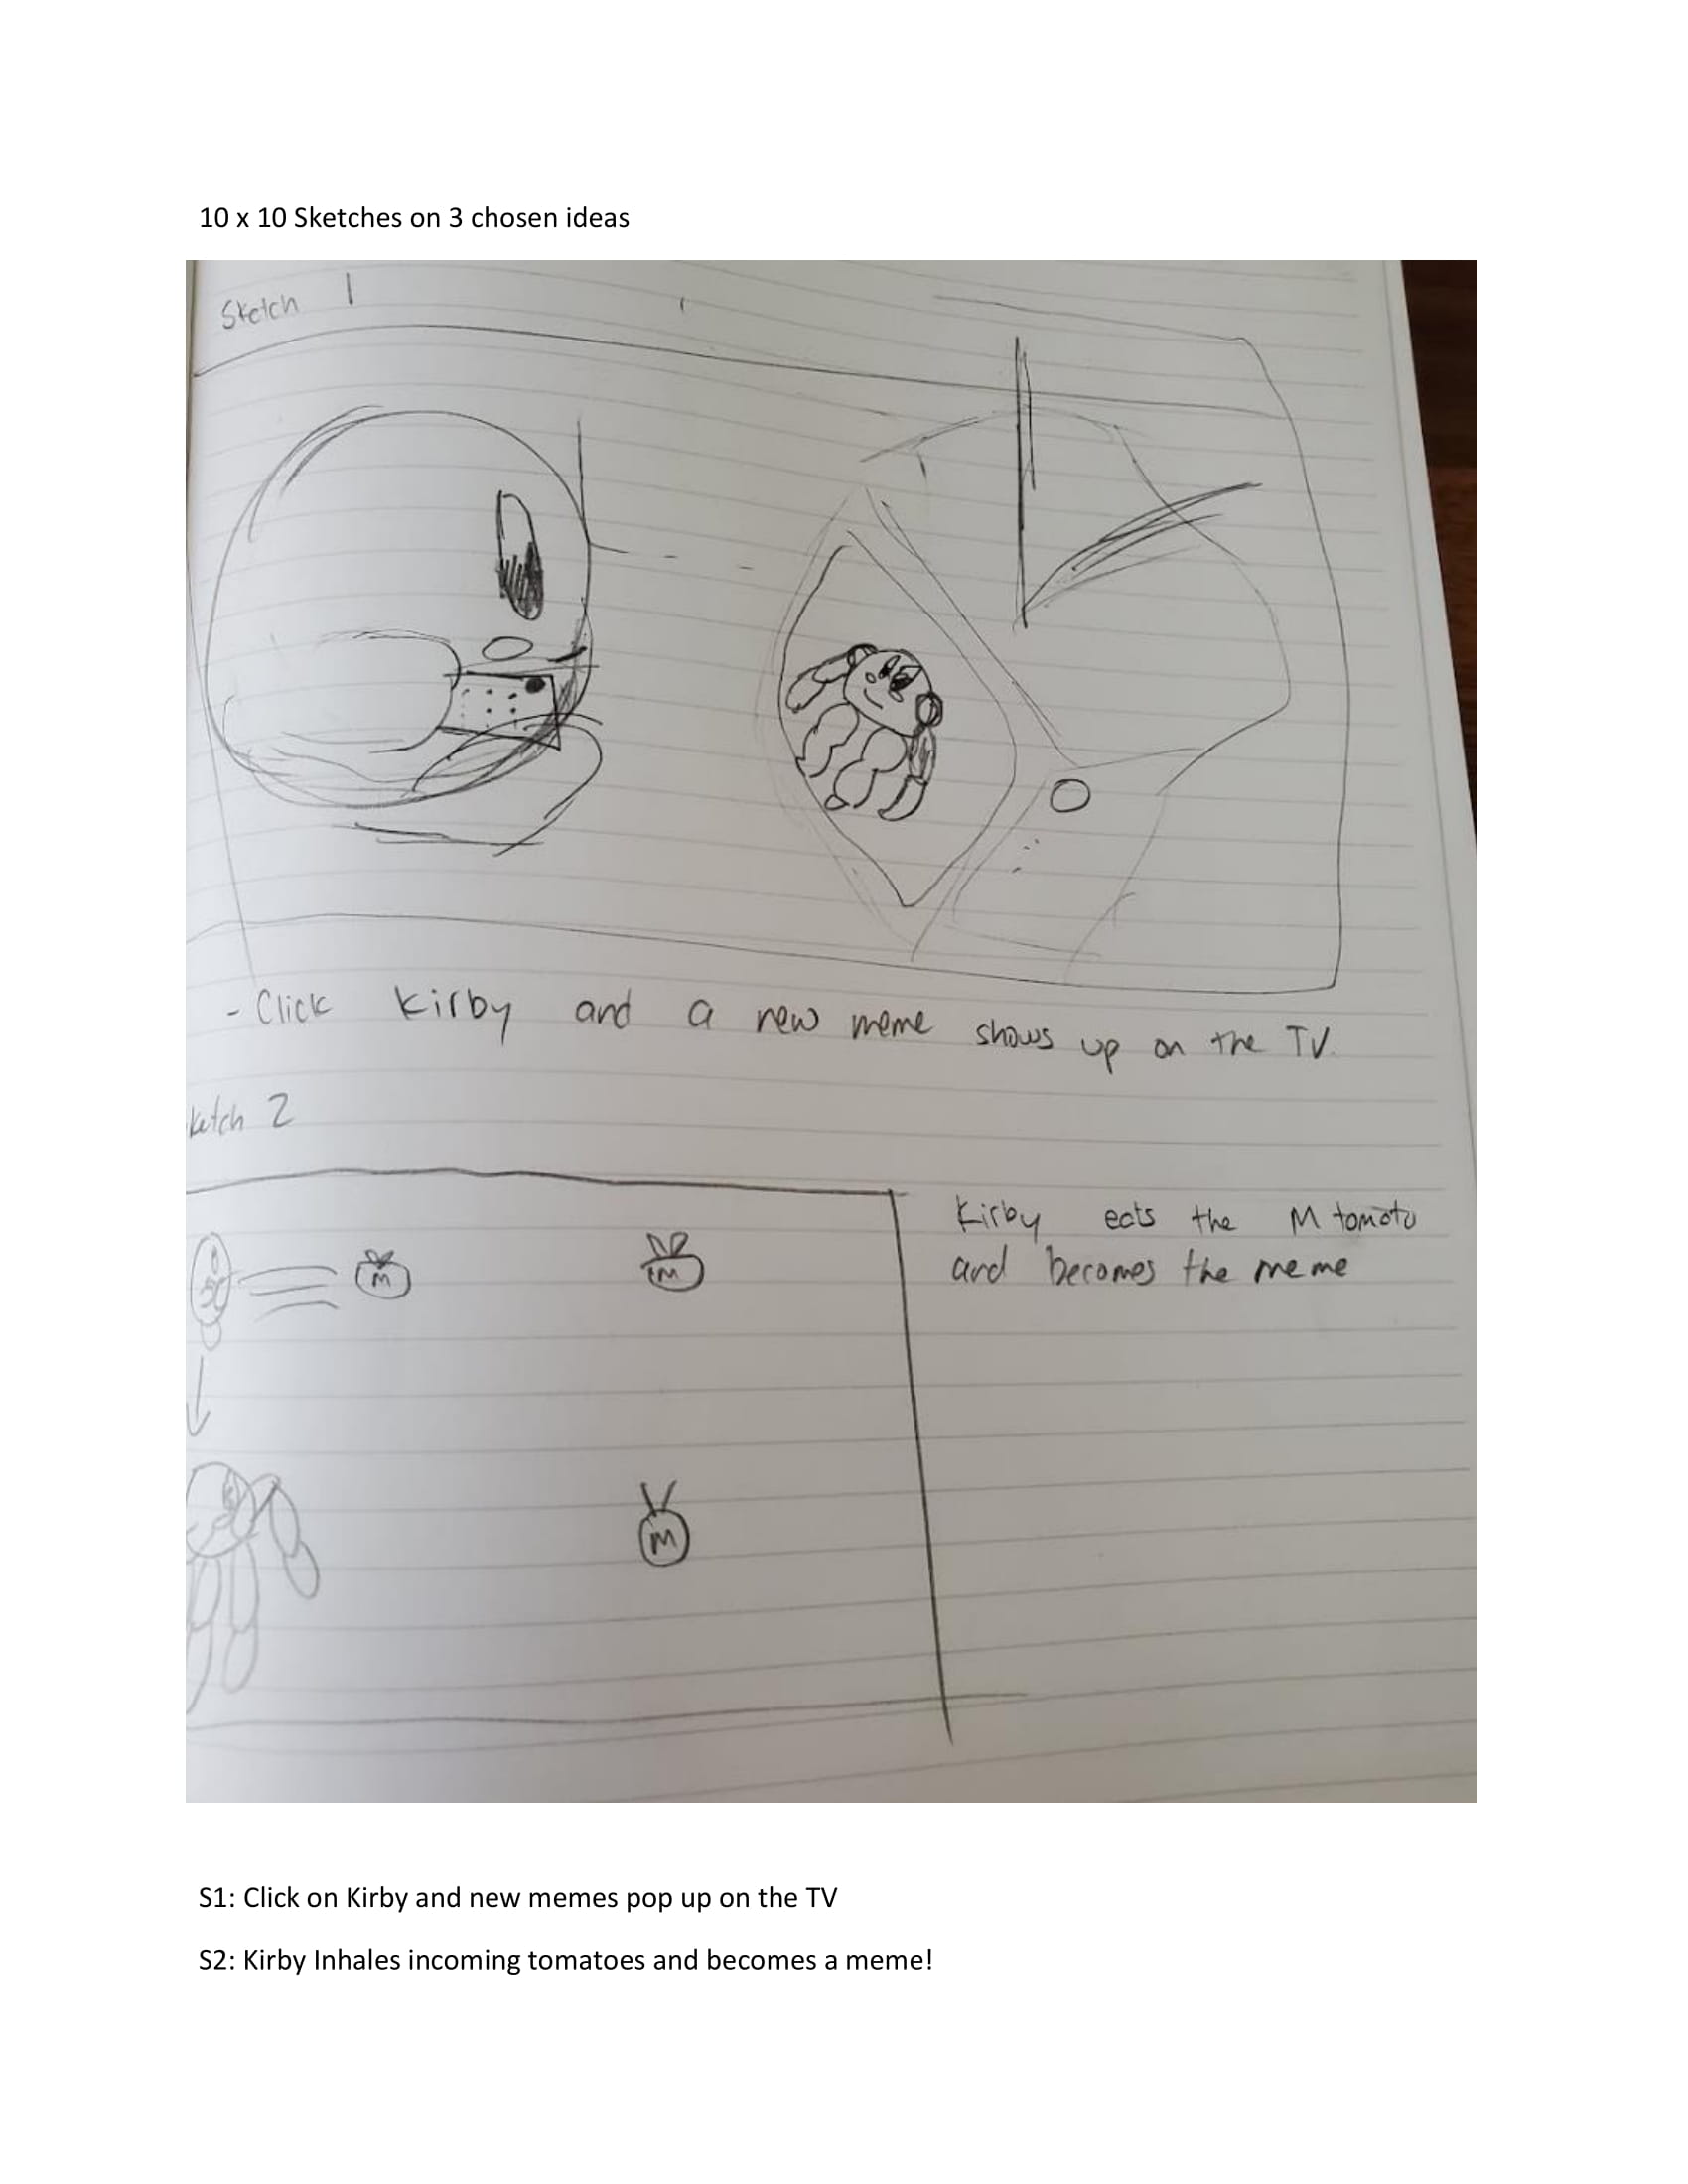 10 x 10 Sketches on 3 chosen ideas
Sketch 1
- Click Kirby and a new meme shows up on the TV.
ketch 2
Kirby eats the M tomato
and becomes the meme
M
M
M
S1: Click on Kirby and new memes pop up on the TV
S2: Kirby Inhales incoming tomatoes and becomes a meme!